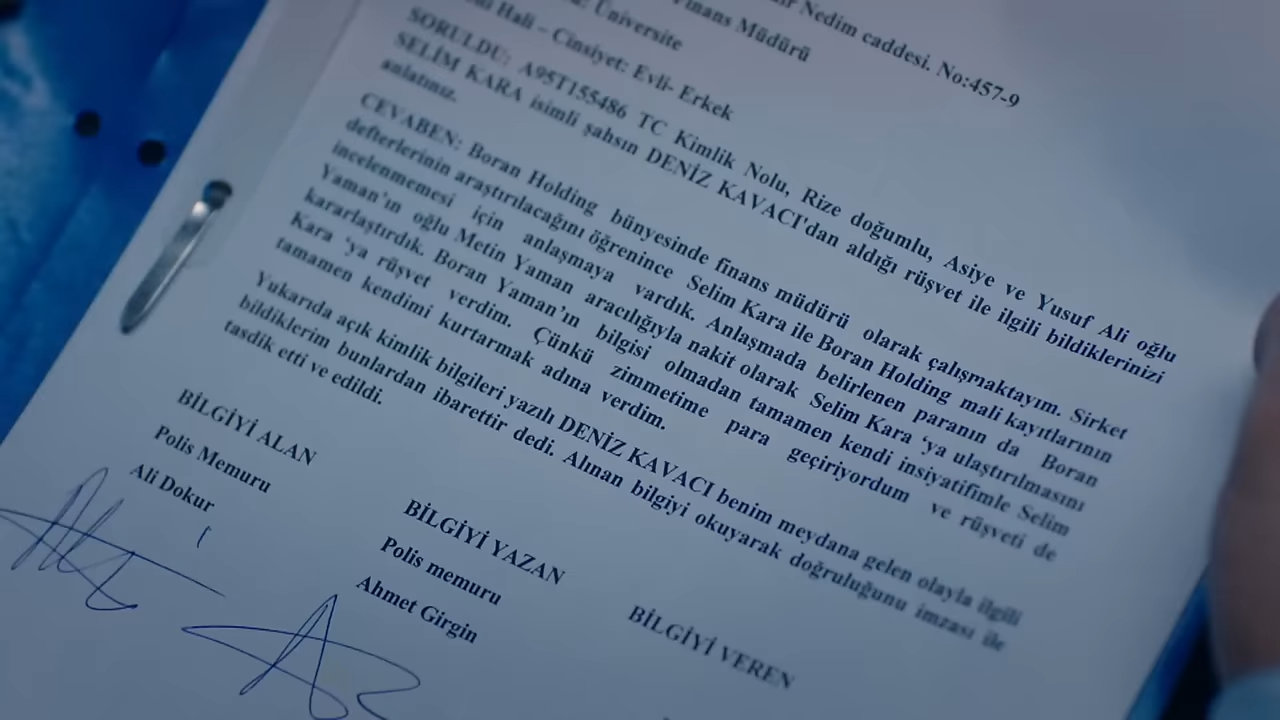 Nedim caddesi. No:457-9
Finans Müdürü
Üniversite
Hali – Cinsiyet: Evli- Erkek
SORULDU: A95T155486 TC Kimlik Nolu, Rize doğumlu, Asiye ve Yusuf Ali oğlu
SELİM KARA isimli şahsın DENİZ KAVACI'dan aldığı rüşvet ile ilgili bildiklerinizi
anlatınız.
CEVABEN: Boran Holding bünyesinde finans müdürü olarak çalışmaktayım. Sirket
defterlerinin araştırılacağını öğrenince Selim Kara ile Boran Holding mali kayıtlarının
incelenmemesi için anlaşmaya vardık. Anlaşmada belirlenen paranın da Boran
Yaman'ın oğlu Metin Yaman aracılığıyla nakit olarak Selim Kara 'ya ulaştırılmasını
kararlaştırdık. Boran Yaman'ın bilgisi olmadan tamamen kendi insiyatifimle Selim
Kara 'ya rüşvet verdim. Çünkü zimmetime para geçiriyordum ve rüşveti de
tamamen kendimi kurtarmak adına verdim.
Yukarıda açık kimlik bilgileri yazılı DENİZ KAVACI benim meydana gelen olayla ilgili
bildiklerim bunlardan ibarettir dedi. Alınan bilgiyi okuyarak doğruluğunu imzası ile
tasdik etti ve edildi.
BİLGİYİ ALAN
Polis Memuru
Ali Dokur
BİLGİYİ YAZAN
Polis memuru
Ahmet Girgin
BİLGİYİ VEREN